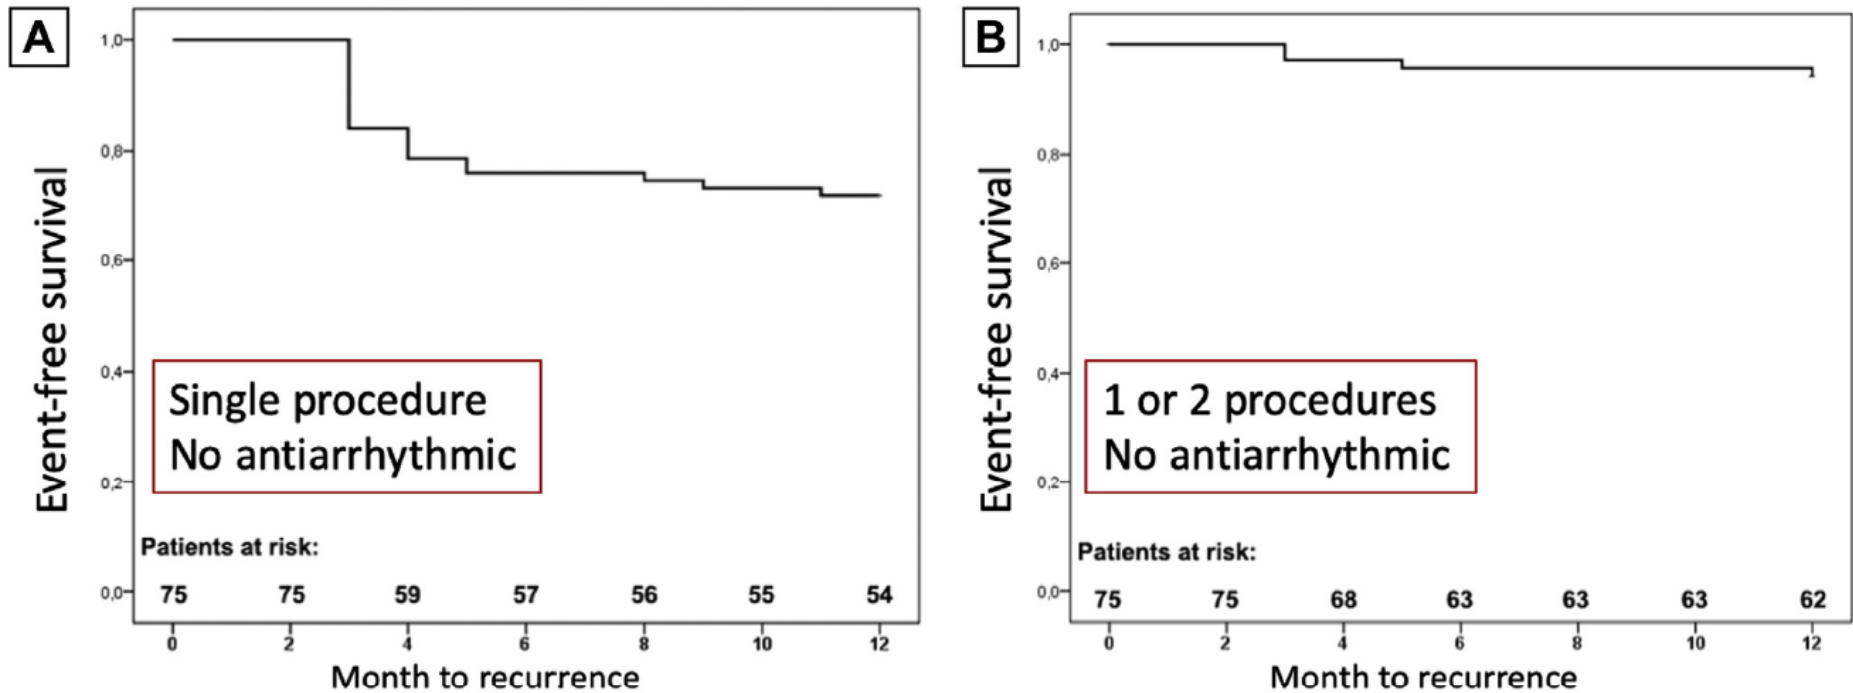 A
Event-free survival
1,0
0,8
0,6
0,4
0,2
0,0
Single procedure
No antiarrhythmic
Patients at risk:
75 75 59 57 56 55 54
0 2 4 6 8 10 12
Month to recurrence
B
Event-free survival
1,0
0,8
0,6
0,4
0,2
0,0
1 or 2 procedures
No antiarrhythmic
Patients at risk:
75 75 68 63 63 63 62
0 2 4 6 8 10 12
Month to recurrence